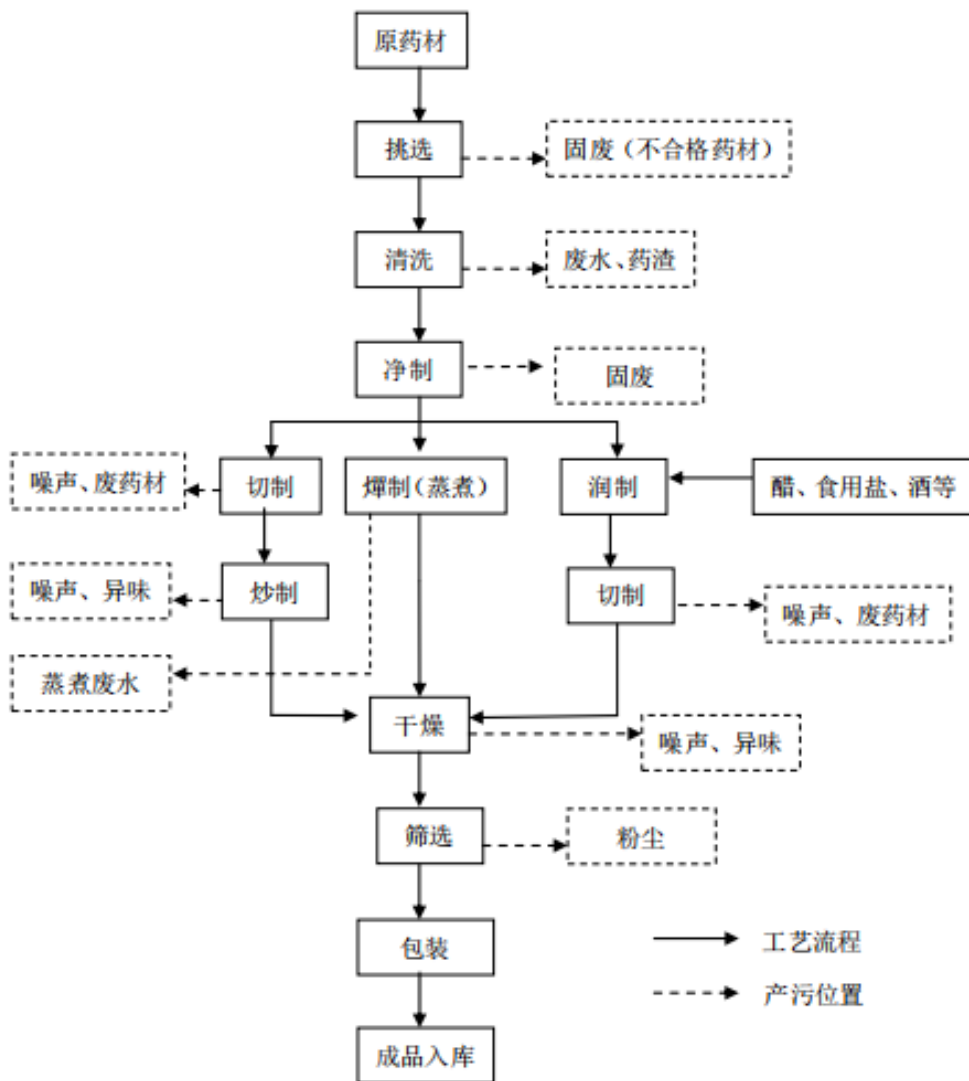 原药材
挑选
固废（不合格药材）
清洗
废水、药渣
净制
固废
噪声、废药材
切制
燀制（蒸煮）
润制
醋、食用盐、酒等
噪声、异味
炒制
切制
噪声、废药材
蒸煮废水
干燥
噪声、异味
筛选
粉尘
包装
工艺流程
产污位置
成品入库